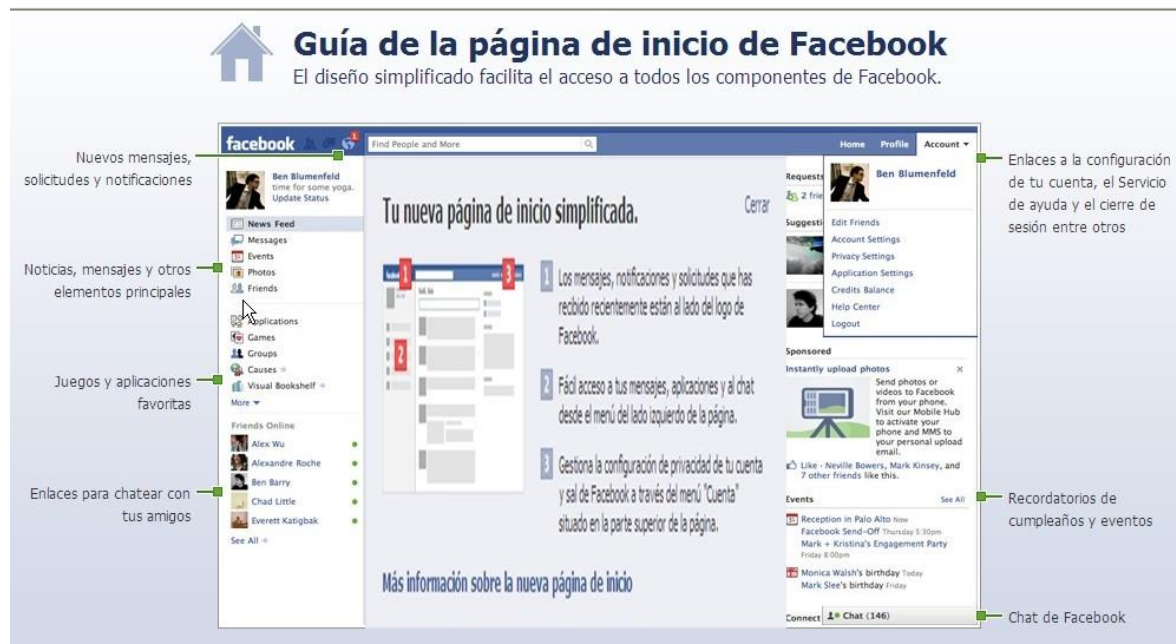 Guía de la página de inicio de Facebook
El diseño simplificado facilita el acceso a todos los componentes de Facebook.
Nuevos mensajes,
solicitudes y notificaciones
Noticias, mensajes y otros
elementos principales
Juegos y aplicaciones
favoritas
Enlaces para chatear con
tus amigos
facebook
1
Find People and More
Home Profile Account
Ben Blumenfeld
time for some yoga.
Update Status
News Feed
Messages
Events
Photos
Friends
Applications
Games
Groups
Causes
Visual Bookshelf
More
Friends Online
Alex Wu
Alexandre Roche
Ben Barry
Chad Little
Everett Katigbak
See All
Tu nueva página de inicio simplificada.
Cerrar
1
2
3
1 Los mensajes, notificaciones y solicitudes que has
recibido recientemente están al lado del logo de
Facebook.
2 Fácil acceso a tus mensajes, aplicaciones y al chat
desde el menú del lado izquierdo de la página.
3 Gestiona la configuración de privacidad de tu cuenta
y sal de Facebook a través del menú "Cuenta"
situado en la parte superior de la página.
Más información sobre la nueva página de inicio
Requests
2 frie
Suggesti
Ben Blumenfeld
Edit Friends
Account Settings
Privacy Settings
Application Settings
Credits Balance
Help Center
Logout
Sponsored
Instantly upload photos
Send photos or
videos to Facebook
from your phone.
Visit our Mobile Hub
to activate your
phone and MMS to
your personal upload
email.
Like · Neville Bowers, Mark Kinsey, and
7 other friends like this.
Events See All
31 Reception in Palo Alto Now
Facebook Send-Off Thursday 5:30pm
Mark + Kristina's Engagement Party
Friday 8:00pm
Monica Walsh's birthday Today
Mark Slee's birthday Friday
Connect
Chat (146)
Enlaces a la configuración
de tu cuenta, el Servicio
de ayuda y el cierre de
sesión entre otros
Recordatorios de
cumpleaños y eventos
Chat de Facebook